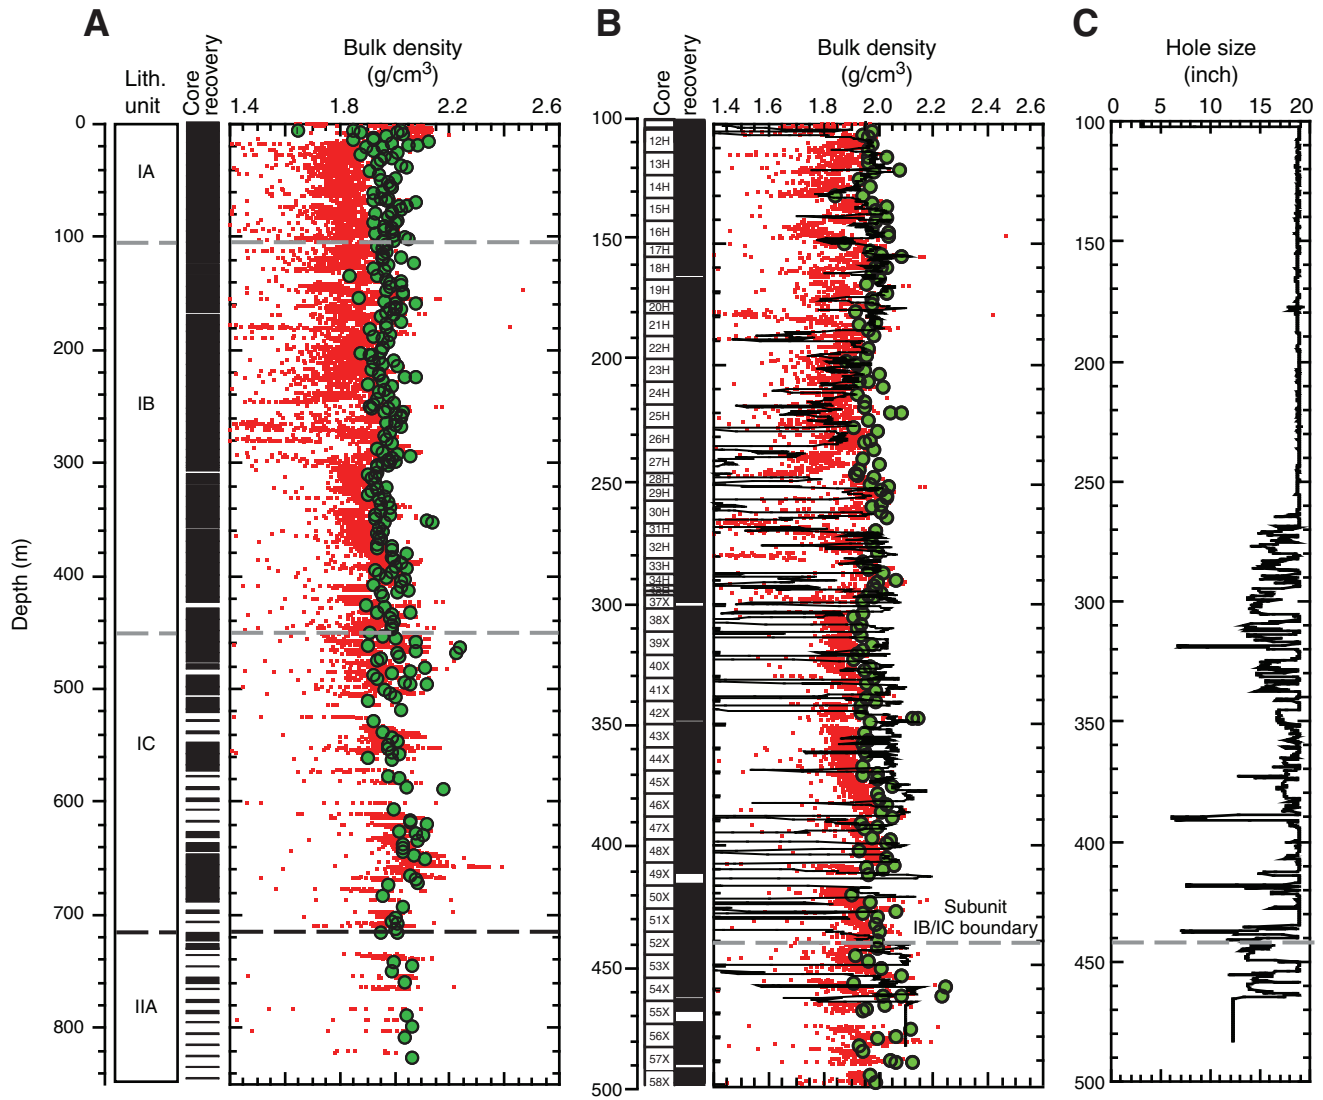 A
B
C
Bulk density
(g/cm3)
Lith.
unit
Core
recovery
1.4 1.8 2.2 2.6
Depth (m)
0
100
200
300
400
500
600
700
800
IA
IB
IC
IIA
Bulk density
(g/cm3)
Core
recovery
1.4 1.6 1.8 2.0 2.2 2.4 2.6
100
150
200
250
300
350
400
450
500
12H
13H
14H
15H
16H
17H
18H
19H
20H
21H
22H
23H
24H
25H
26H
27H
28H
29H
30H
31H
32H
33H
34H
37X
38X
39X
40X
41X
42X
43X
44X
45X
46X
47X
48X
49X
50X
51X
52X
53X
54X
55X
56X
57X
58X
Subunit
IB/IC boundary
Hole size
(inch)
0 5 10 15 20
100
150
200
250
300
350
400
450
500